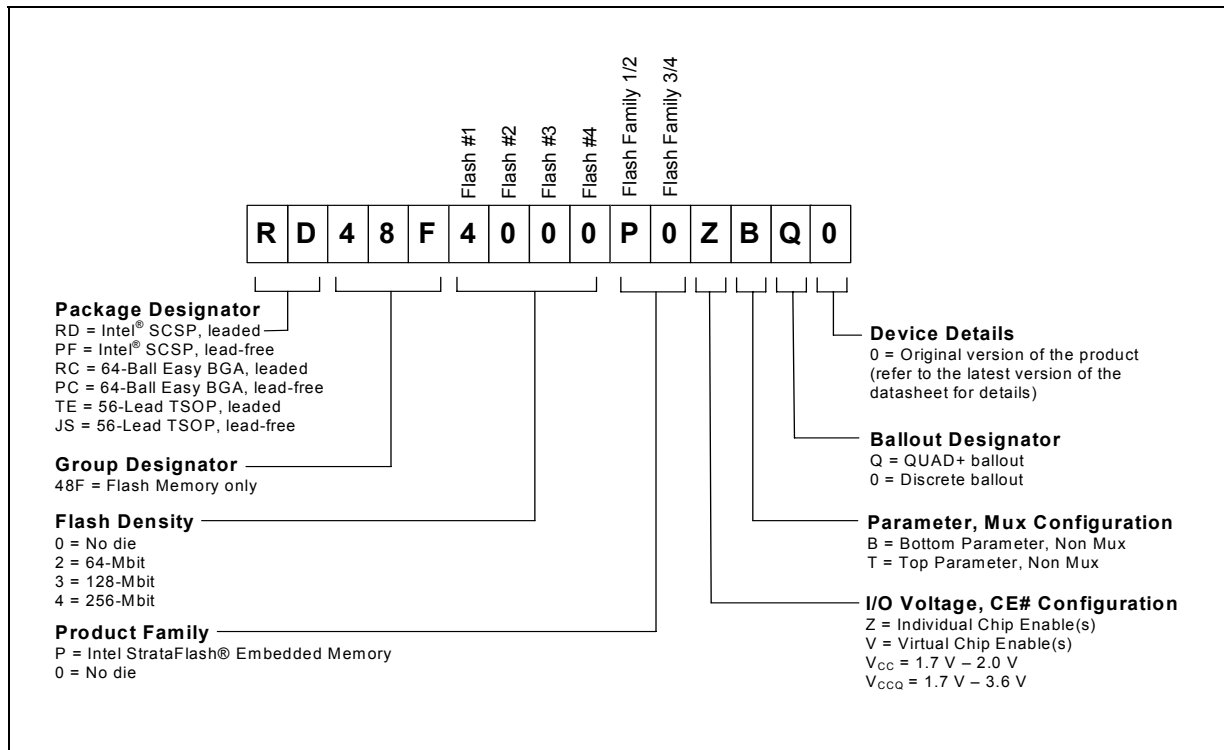 Flash #1
Flash #2
Flash #3
Flash #4
Flash Family 1/2
Flash Family 3/4
R D 4 8 F 4 0 0 0 P 0 Z B Q 0
Package Designator
RD = Intel® SCSP, leaded
PF = Intel® SCSP, lead-free
RC = 64-Ball Easy BGA, leaded
PC = 64-Ball Easy BGA, lead-free
TE = 56-Lead TSOP, leaded
JS = 56-Lead TSOP, lead-free
Group Designator
48F = Flash Memory only
Flash Density
0 = No die
2 = 64-Mbit
3 = 128-Mbit
4 = 256-Mbit
Product Family
P = Intel StrataFlash® Embedded Memory
0 = No die
Device Details
0 = Original version of the product
(refer to the latest version of the
datasheet for details)
Ballout Designator
Q = QUAD+ ballout
0 = Discrete ballout
Parameter, Mux Configuration
B = Bottom Parameter, Non Mux
T = Top Parameter, Non Mux
I/O Voltage, CE# Configuration
Z = Individual Chip Enable(s)
V = Virtual Chip Enable(s)
VCC = 1.7 V – 2.0 V
VCCQ = 1.7 V – 3.6 V